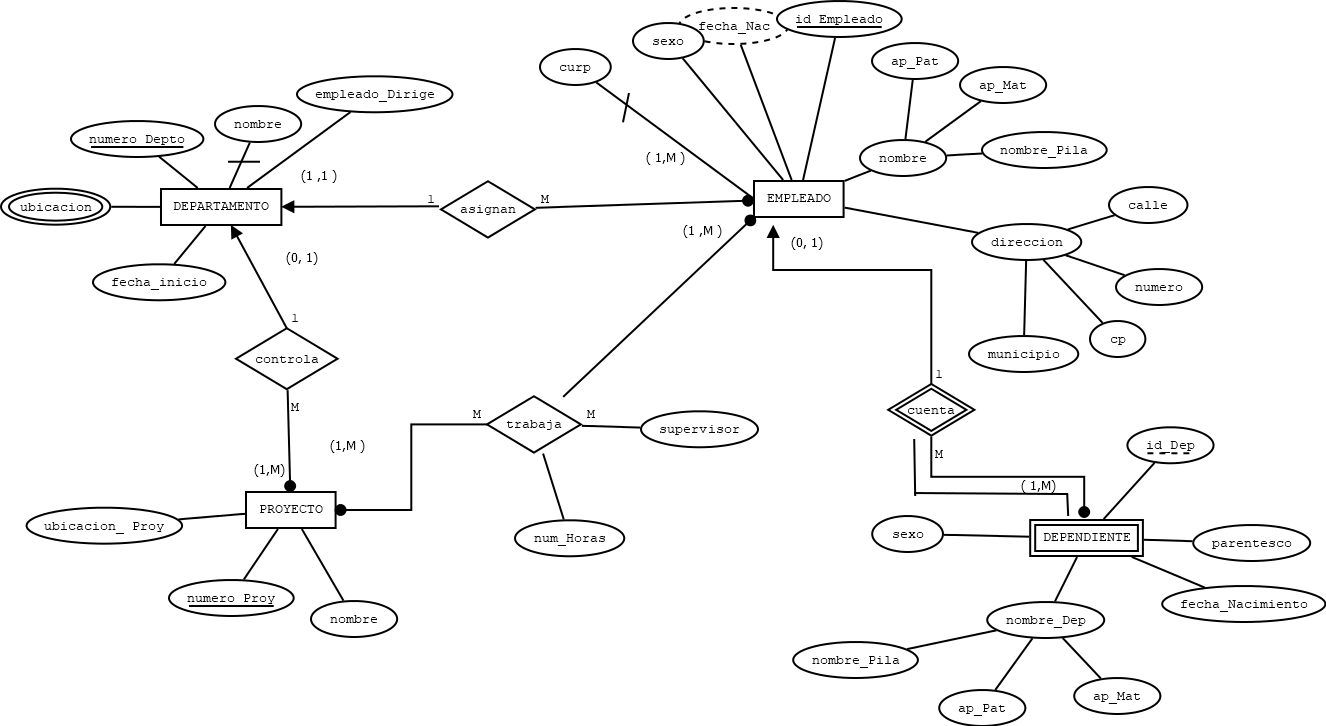 id_Empleado
fecha_Nac
sexo
curp
ap_Pat
ap_Mat
empleado_Dirige
nombre
numero_Depto
nombre
nombre_Pila
( 1,M )
(1 ,1 )
ubicacion
DEPARTAMENTO
1
asignan
M
EMPLEADO
calle
(1 ,M )
(0, 1)
direccion
(0, 1)
fecha_inicio
numero
1
controla
municipio
cp
M
1
cuenta
M
trabaja
M
supervisor
(1,M )
id_Dep
M
(1,M)
( 1,M)
PROYECTO
ubicacion_ Proy
num_Horas
sexo
DEPENDIENTE
parentesco
numero_Proy
nombre
fecha_Nacimiento
nombre_Dep
nombre_Pila
ap_Pat
ap_Mat